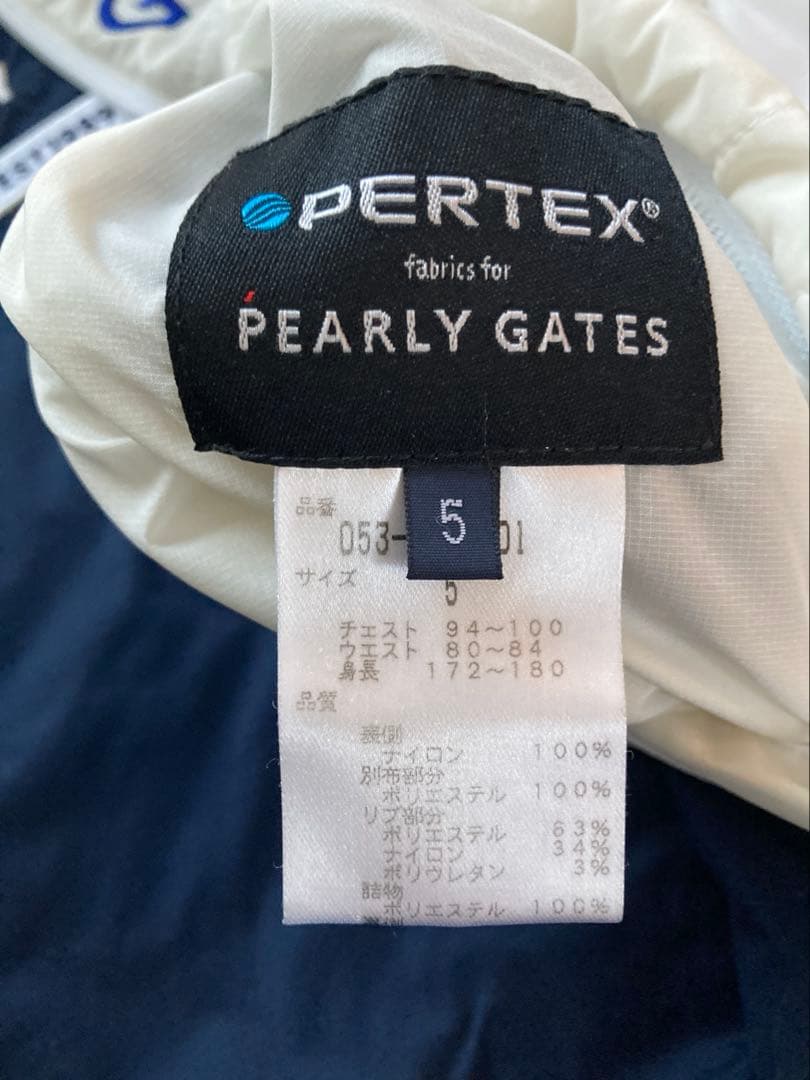 G
PERTEX®
fabrics for
PEARLY GATES
5
品番
053- 01
サイズ
5
チェスト 94～100
ウエスト 80～84
身長 172～180
品質
表側
ナイロン 100%
別布部分
ポリエステル 100%
リブ部分
ポリエステル 63%
ナイロン 34%
ポリウレタン 3%
詰物
ポリエステル 100%